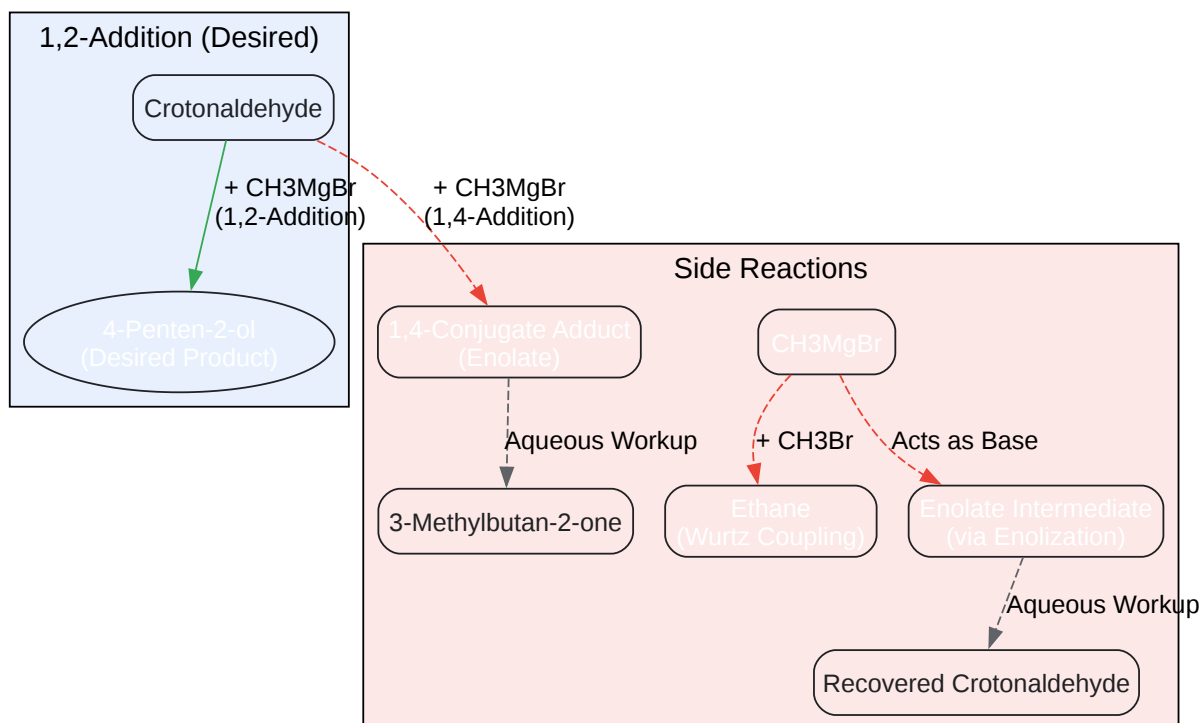 1,2-Addition (Desired)
Crotonaldehyde
+ CH3MgBr
(1,2-Addition)
+ CH3MgBr
(1,4-Addition)
4-Penten-2-ol
(Desired Product)
Side Reactions
1,4-Conjugate Adduct
(Enolate)
CH3MgBr
Aqueous Workup
+ CH3Br
Acts as Base
3-Methylbutan-2-one
Ethane
(Wurtz Coupling)
Enolate Intermediate
(via Enolization)
Aqueous Workup
Recovered Crotonaldehyde